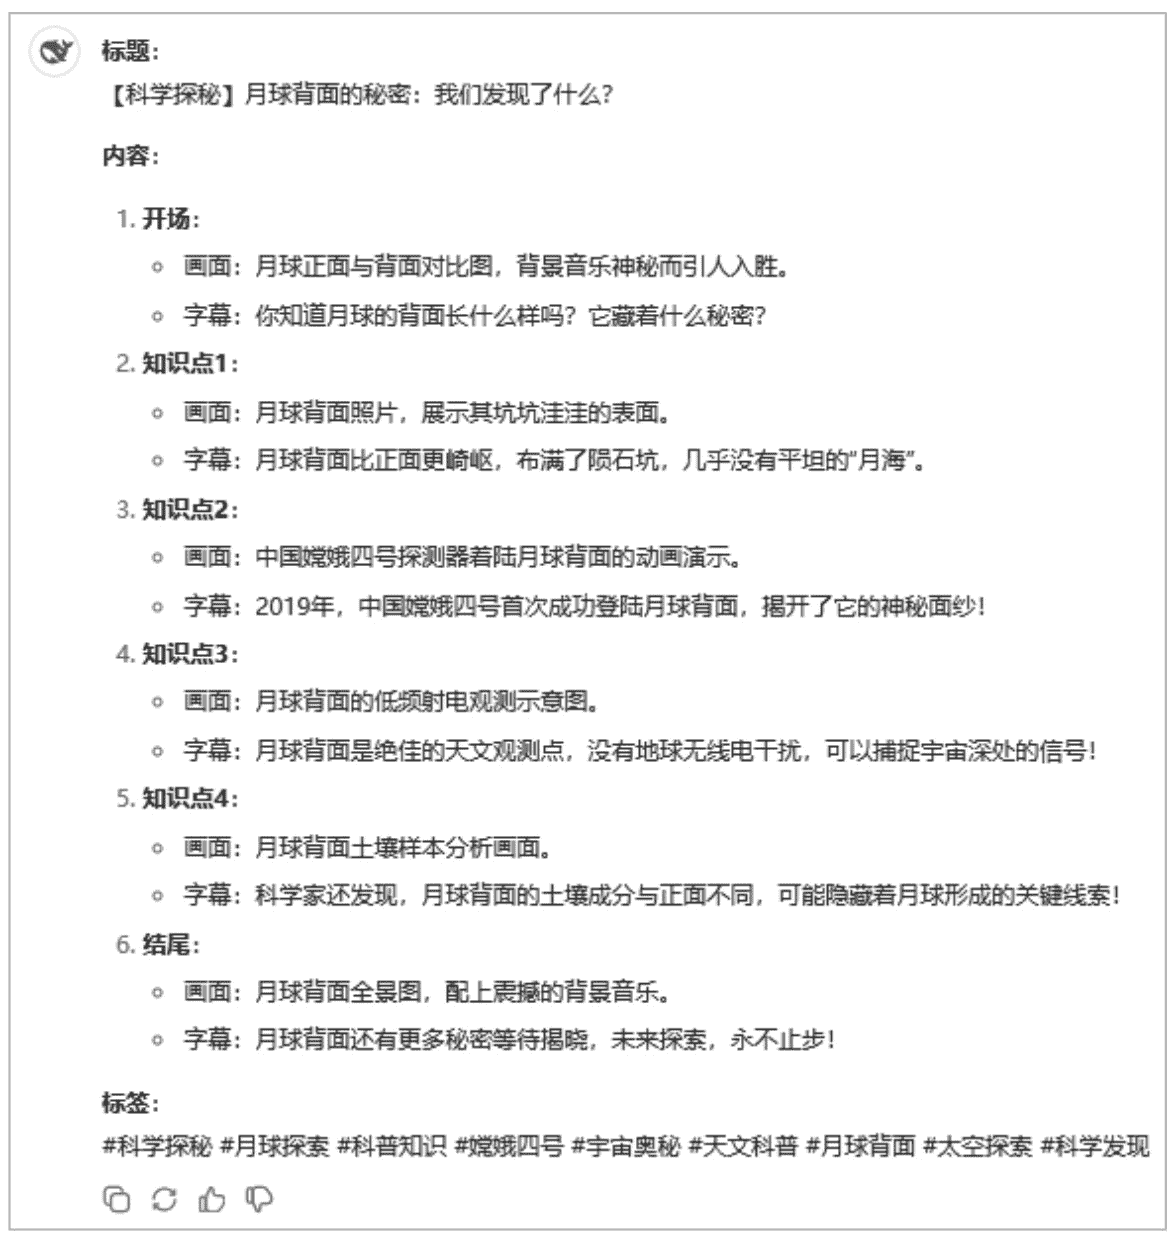 标题：
【科学探秘】月球背面的秘密：我们发现了什么？
内容：
1. 开场：
画面：月球正面与背面对比图，背景音乐神秘而引人入胜。
字幕：你知道月球的背面长什么样吗？它藏着什么秘密？
2. 知识点1：
画面：月球背面照片，展示其坑坑洼洼的表面。
字幕：月球背面比正面更崎岖，布满了陨石坑，几乎没有平坦的“月海”。
3. 知识点2：
画面：中国嫦娥四号探测器着陆月球背面的动画演示。
字幕：2019年，中国嫦娥四号首次成功登陆月球背面，揭开了它的神秘面纱！
4. 知识点3：
画面：月球背面的低频射电观测示意图。
字幕：月球背面是绝佳的天文观测点，没有地球无线电干扰，可以捕捉宇宙深处的信号！
5. 知识点4：
画面：月球背面土壤样本分析画面。
字幕：科学家还发现，月球背面的土壤成分与正面不同，可能隐藏着月球形成的关键线索！
6. 结尾：
画面：月球背面全景图，配上震撼的背景音乐。
字幕：月球背面还有更多秘密等待揭晓，未来探索，永不止步！
标签：
#科学探秘 #月球探索 #科普知识 #嫦娥四号 #宇宙奥秘 #天文科普 #月球背面 #太空探索 #科学发现